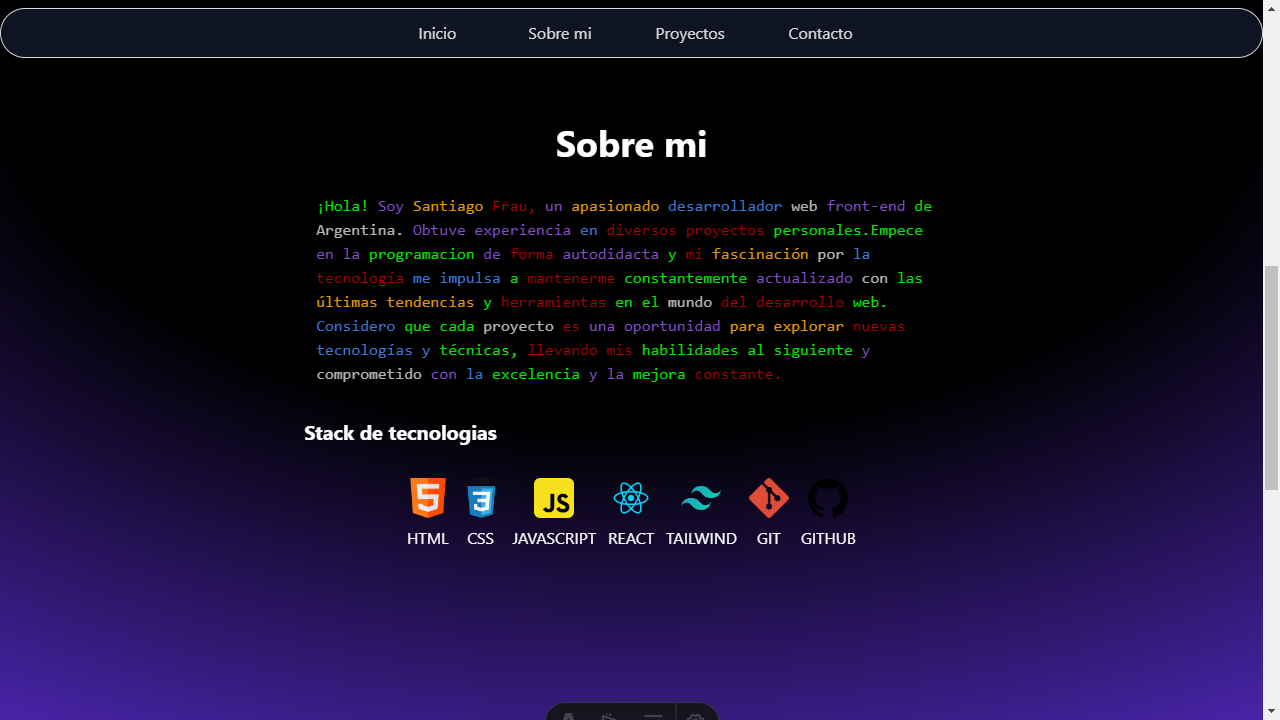 Inicio Sobre mi Proyectos Contacto
Sobre mi
¡Hola! Soy Santiago Frau, un apasionado desarrollador web front-end de
Argentina. Obtuve experiencia en diversos proyectos personales.Empece
en la programacion de forma autodidacta y mi fascinación por la
tecnología me impulsa a mantenerme constantemente actualizado con las
últimas tendencias y herramientas en el mundo del desarrollo web.
Considero que cada proyecto es una oportunidad para explorar nuevas
tecnologías y técnicas, llevando mis habilidades al siguiente y
comprometido con la excelencia y la mejora constante.
Stack de tecnologias
JS
HTML CSS JAVASCRIPT REACT TAILWIND GIT GITHUB